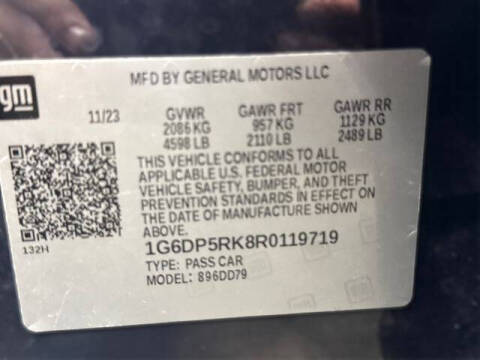 gm
MFD BY GENERAL MOTORS LLC
11/23 GVWR GAWR FRT GAWR RR
2086 KG 957 KG 1129 KG
4598 LB 2110 LB 2489 LB
THIS VEHICLE CONFORMS TO ALL
APPLICABLE U.S. FEDERAL MOTOR
VEHICLE SAFETY, BUMPER, AND THEFT
PREVENTION STANDARDS IN EFFECT ON
THE DATE OF MANUFACTURE SHOWN
ABOVE.
132H
1G6DP5RK8R0119719
TYPE: PASS CAR
MODEL: 896DD79